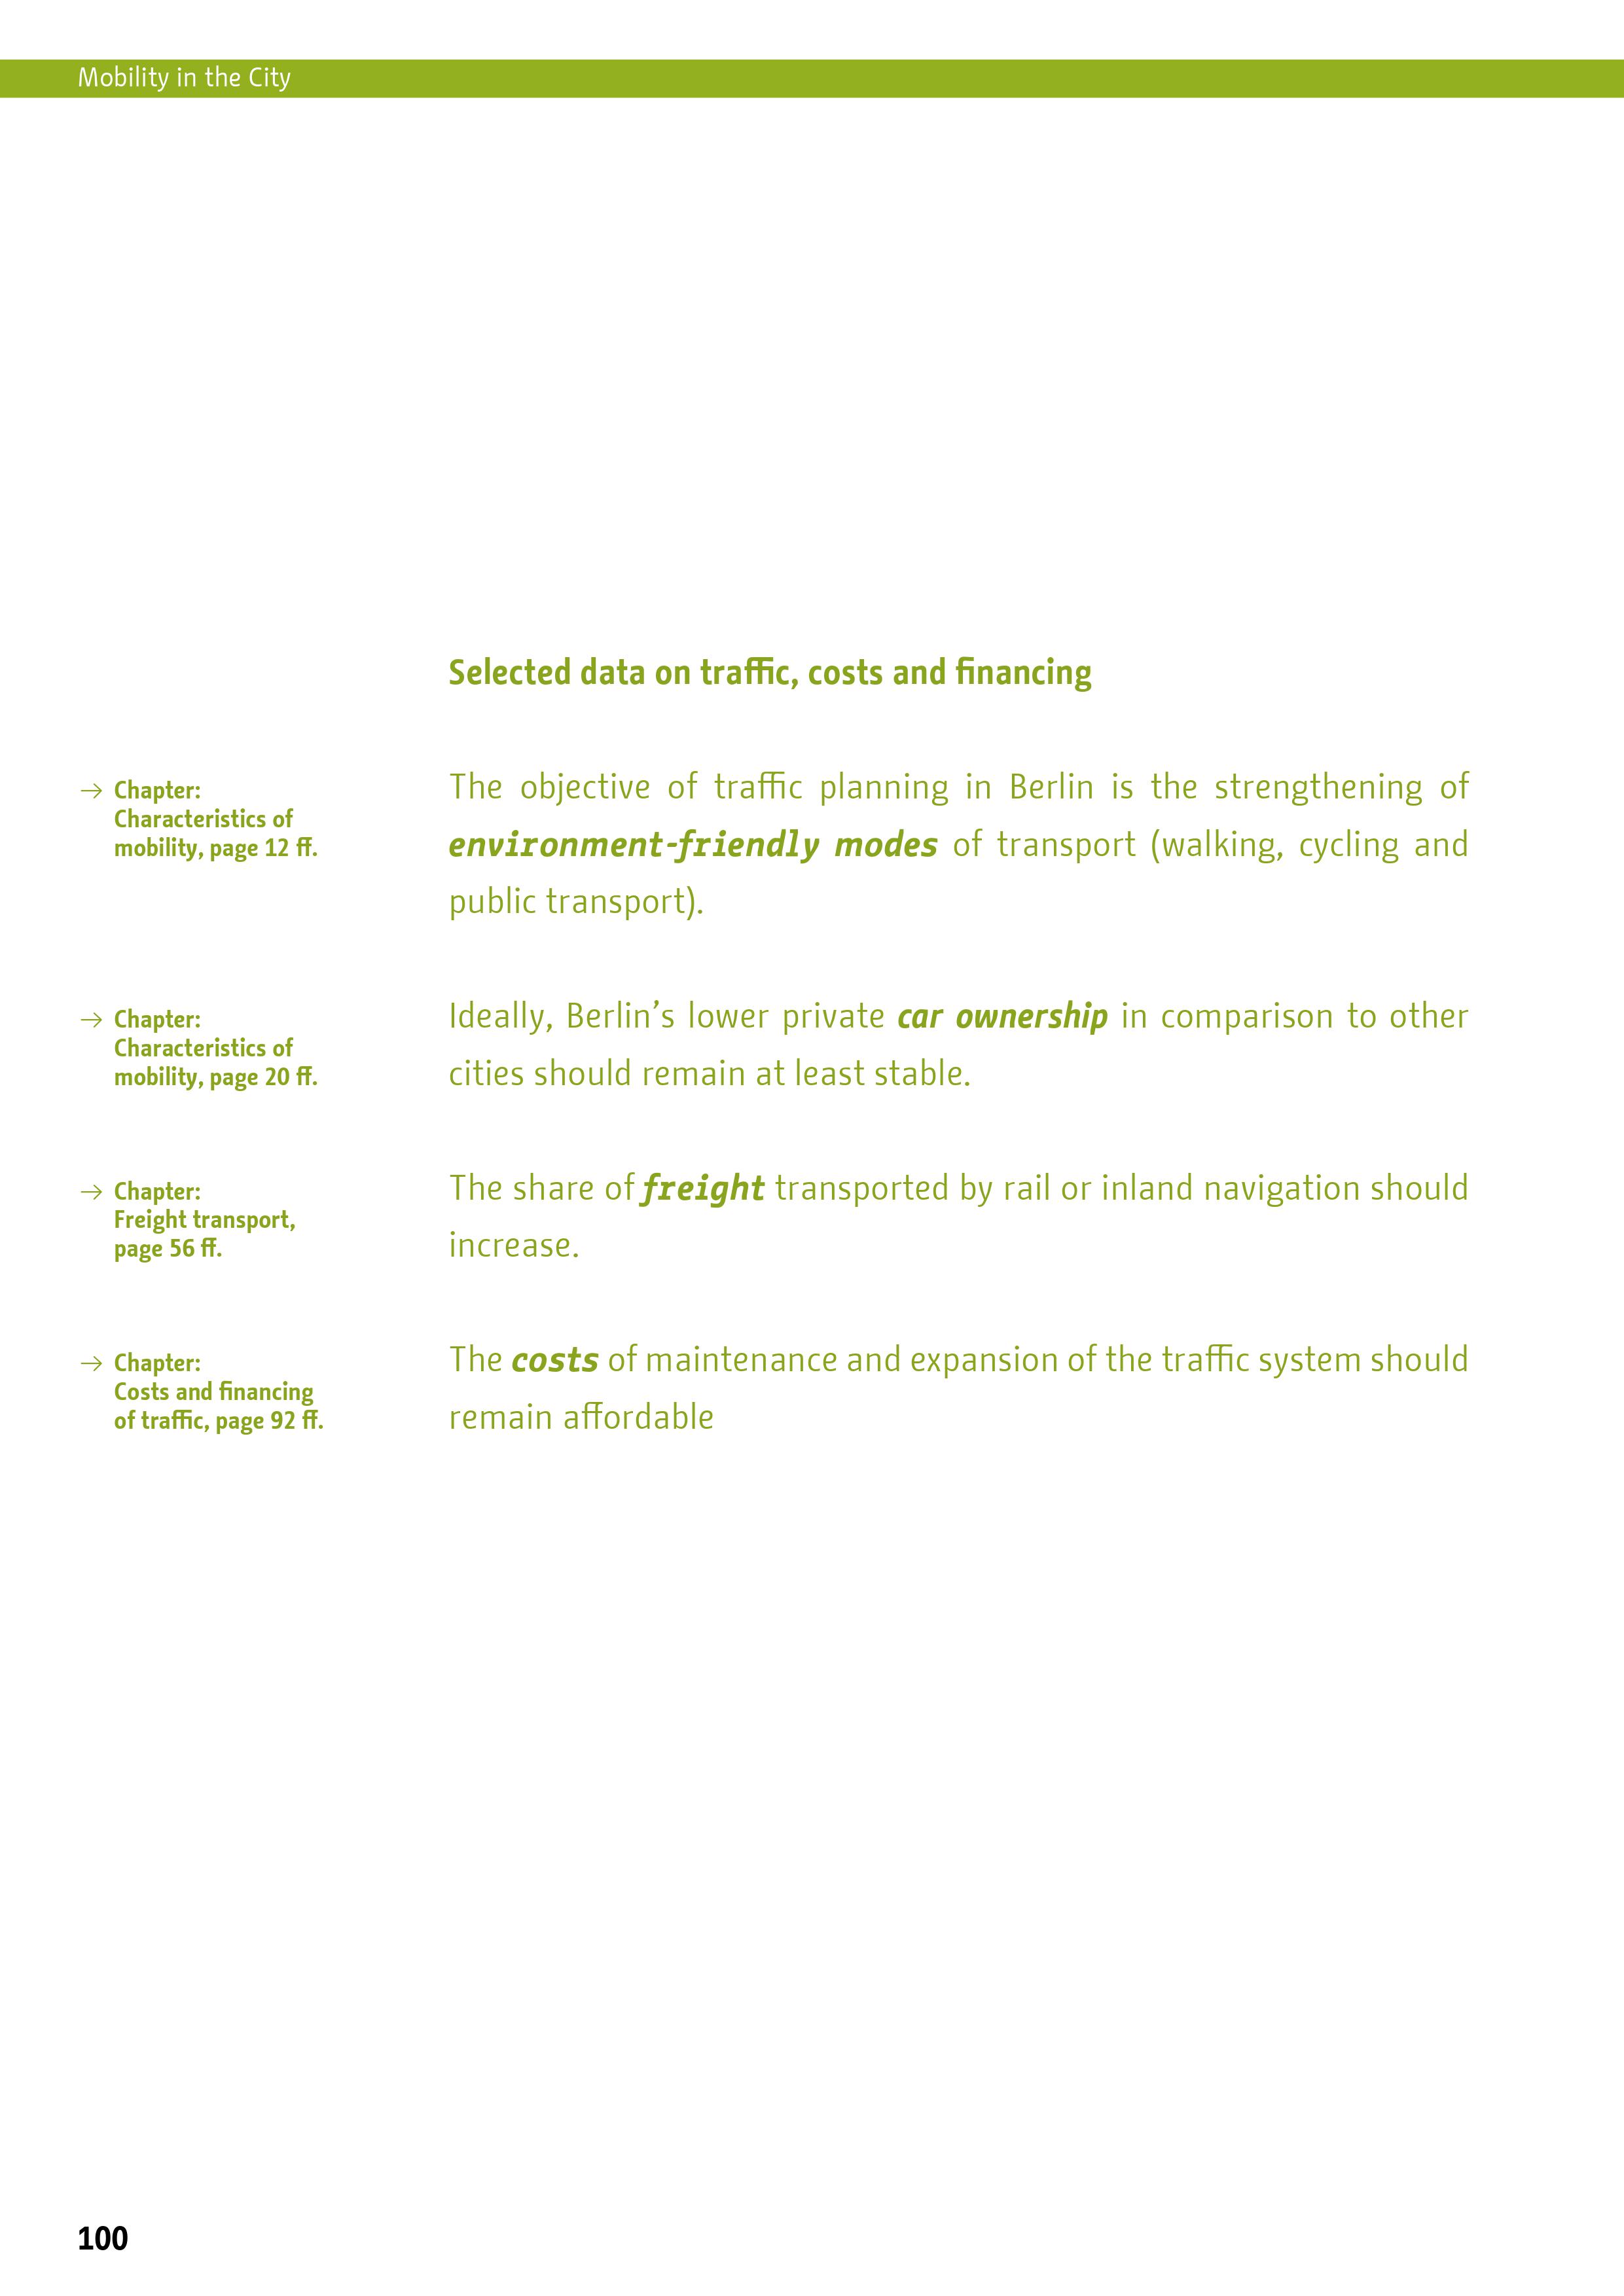 Mobility in the City
Selected data on traffic, costs and financing
→ Chapter:
Characteristics of
mobility, page 12 ff.
The objective of traffic planning in Berlin is the strengthening of
environment-friendly modes of transport (walking, cycling and
public transport).
→ Chapter:
Characteristics of
mobility, page 20 ff.
Ideally, Berlin’s lower private car ownership in comparison to other
cities should remain at least stable.
→ Chapter:
Freight transport,
page 56 ff.
The share of freight transported by rail or inland navigation should
increase.
→ Chapter:
Costs and financing
of traffic, page 92 ff.
The costs of maintenance and expansion of the traffic system should
remain affordable
100